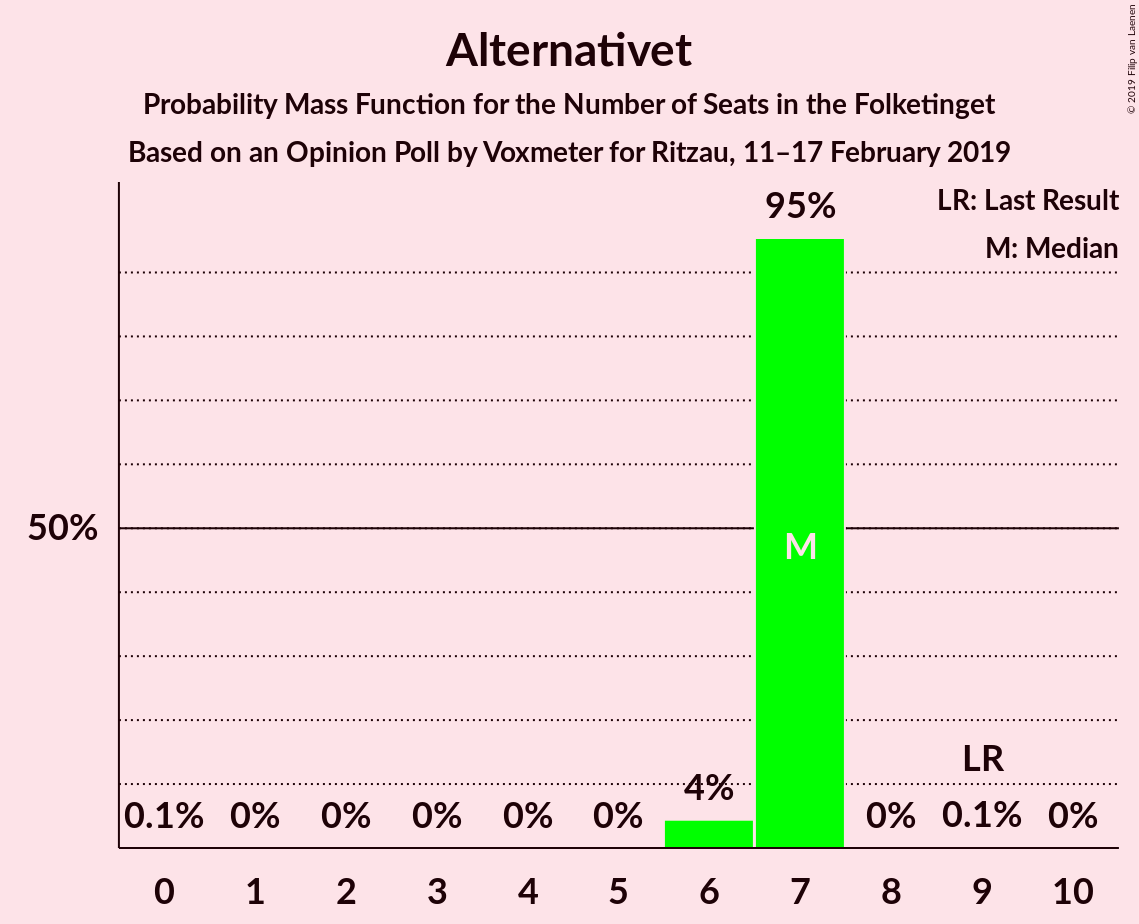 Alternativet
Probability Mass Function for the Number of Seats in the Folketinget
Based on an Opinion Poll by Voxmeter for Ritzau, 11–17 February 2019
© 2019 Filip van Laenen
LR: Last Result
M: Median
95%
50%
M
LR
4%
0.1% 0% 0% 0% 0% 0% 0% 0.1% 0%
0 1 2 3 4 5 6 7 8 9 10